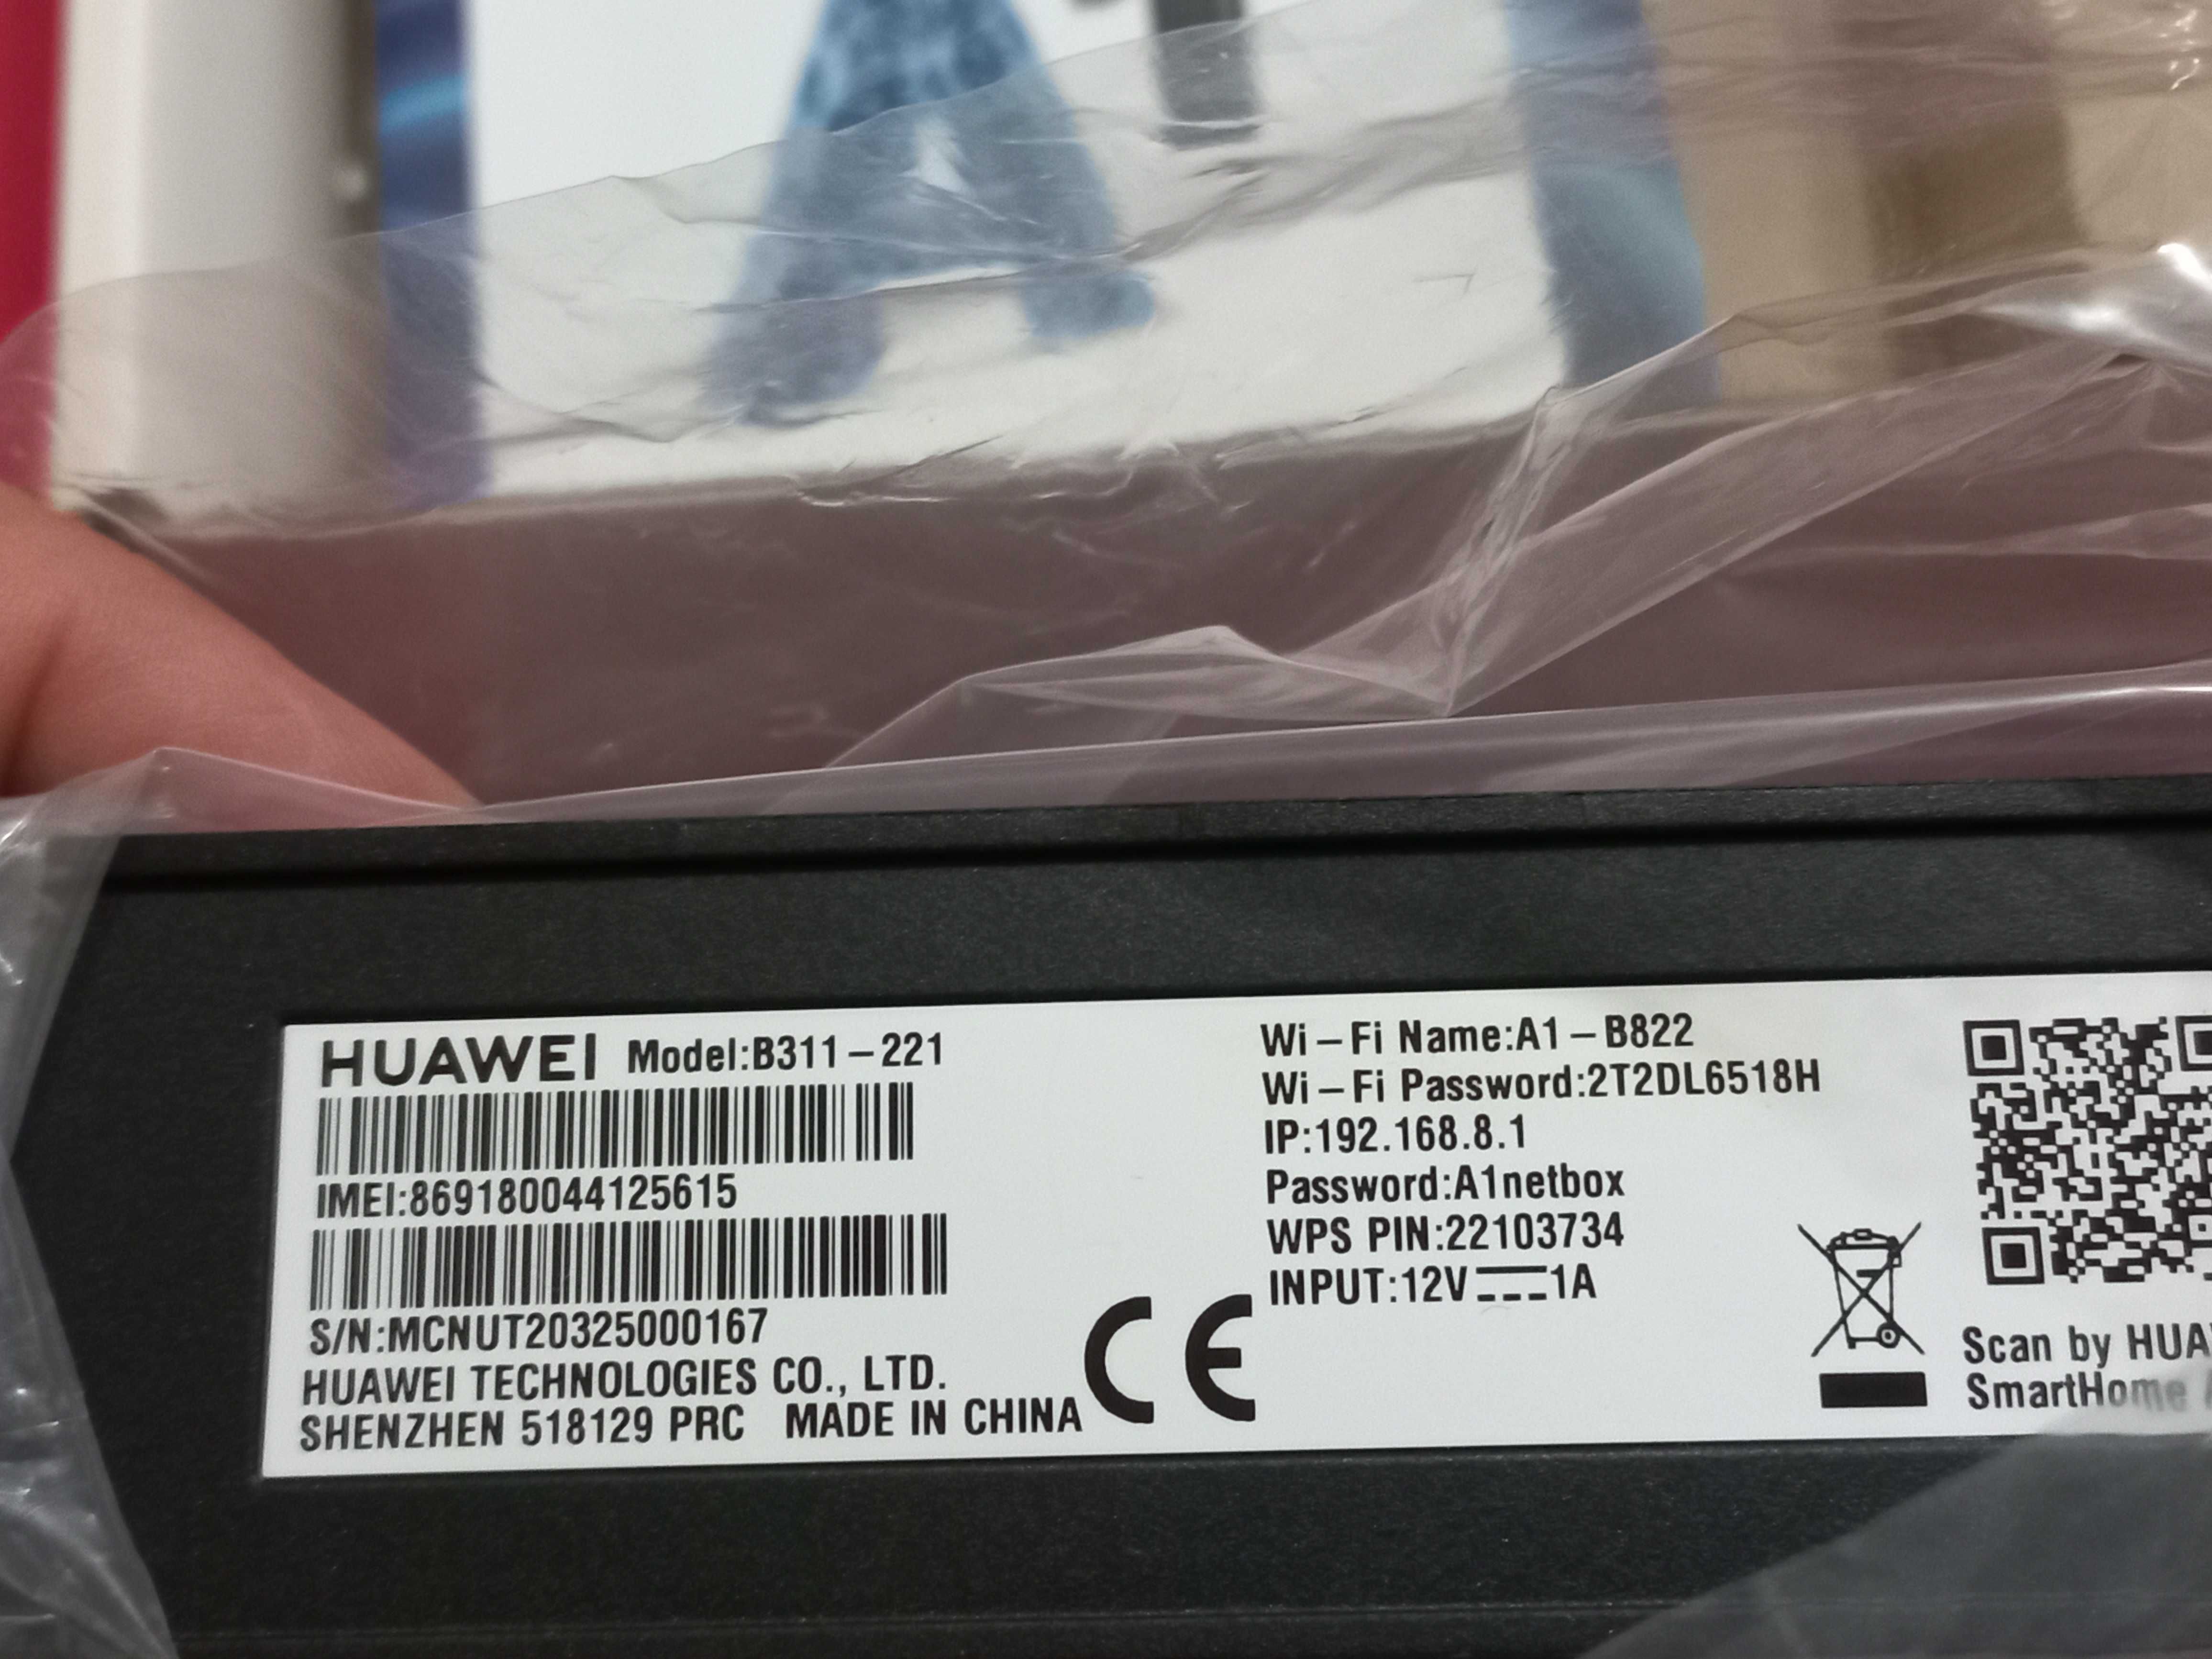 HUAWEI Model:B311-221
IMEI:869180044125615
S/N:MCNUT20325000167
HUAWEI TECHNOLOGIES CO., LTD.
SHENZHEN 518129 PRC MADE IN CHINA
CE
Wi-Fi Name:A1-B822
Wi-Fi Password:2T2DL6518H
IP:192.168.8.1
Password:A1netbox
WPS PIN:22103734
INPUT:12V⎓1A
Scan by
SmartHome